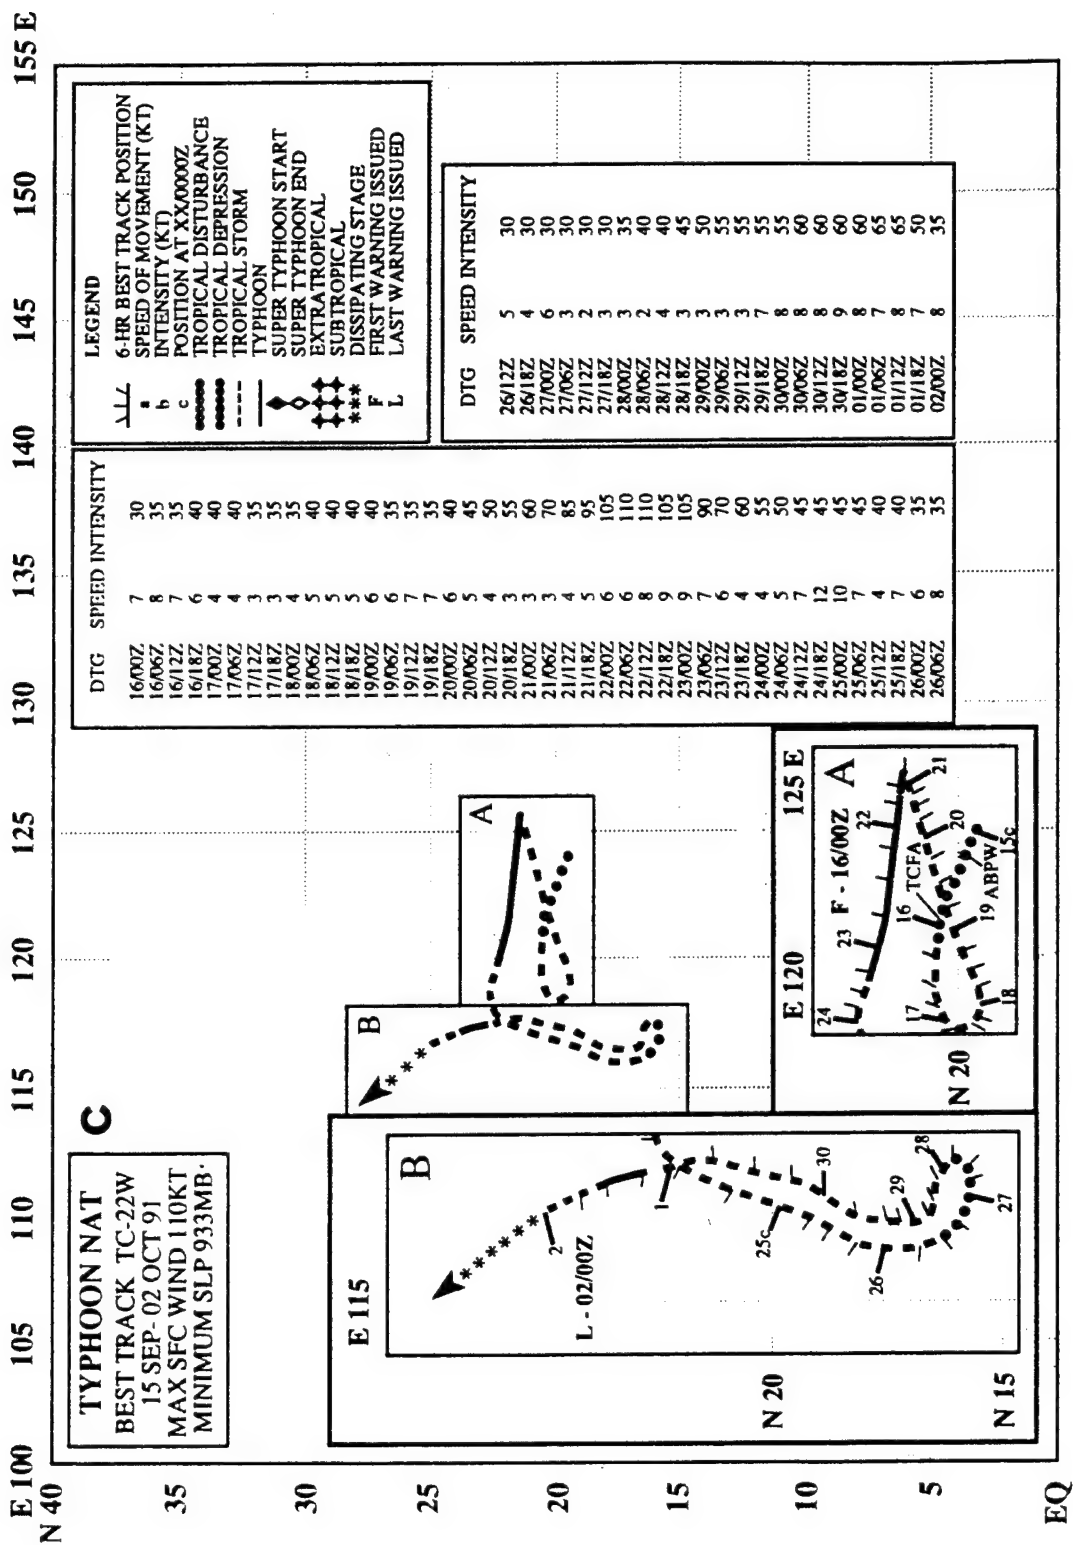 TYPHOON NAT
BEST TRACK TC-22W
15 SEP- 02 OCT 91
MAX SFC WIND 110KT
MINIMUM SLP 933MB.
C
E 100
105
110
115
120
125
130
135
140
145
150
155 E
N 40
35
30
25
20
15
10
5
EQ
LEGEND
6-HR BEST TRACK POSITION
a SPEED OF MOVEMENT (KT)
b INTENSITY (KT)
c POSITION AT XX/0000Z
TROPICAL DISTURBANCE
TROPICAL DEPRESSION
TROPICAL STORM
TYPHOON
SUPER TYPHOON START
SUPER TYPHOON END
EXTRATROPICAL
SUBTROPICAL
*** DISSIPATING STAGE
F FIRST WARNING ISSUED
L LAST WARNING ISSUED
DTG SPEED INTENSITY
16/00Z 7 30
16/06Z 8 35
16/12Z 7 35
16/18Z 6 40
17/00Z 4 40
17/06Z 4 40
17/12Z 3 35
17/18Z 3 35
18/00Z 4 35
18/06Z 5 40
18/12Z 5 40
18/18Z 5 40
19/00Z 6 40
19/06Z 6 35
19/12Z 7 35
19/18Z 7 35
20/00Z 6 40
20/06Z 5 45
20/12Z 4 50
20/18Z 3 55
21/00Z 3 60
21/06Z 3 70
21/12Z 4 85
21/18Z 5 95
22/00Z 6 105
22/06Z 6 110
22/12Z 8 110
22/18Z 9 105
23/00Z 9 105
23/06Z 7 90
23/12Z 6 70
23/18Z 4 60
24/00Z 4 55
24/06Z 5 50
24/12Z 7 45
24/18Z 12 45
25/00Z 10 45
25/06Z 7 45
25/12Z 4 40
25/18Z 7 40
26/00Z 6 35
26/06Z 8 35
DTG SPEED INTENSITY
26/12Z 5 30
26/18Z 4 30
27/00Z 6 30
27/06Z 3 30
27/12Z 2 30
27/18Z 3 30
28/00Z 3 35
28/06Z 2 40
28/12Z 4 40
28/18Z 3 45
29/00Z 3 50
29/06Z 3 55
29/12Z 3 55
29/18Z 7 55
30/00Z 8 55
30/06Z 8 60
30/12Z 8 60
30/18Z 9 60
01/00Z 8 60
01/06Z 7 65
01/12Z 8 65
01/18Z 7 50
02/00Z 8 35
A
B
E 115
B
2
L - 02/00Z
1
25c
30
26
29
28
27
N 20
N 15
E 120
125 E
24
23
F - 16/00Z
22
A
16
TCFA
21
20
17
19
ABPW
15c
18
N 20